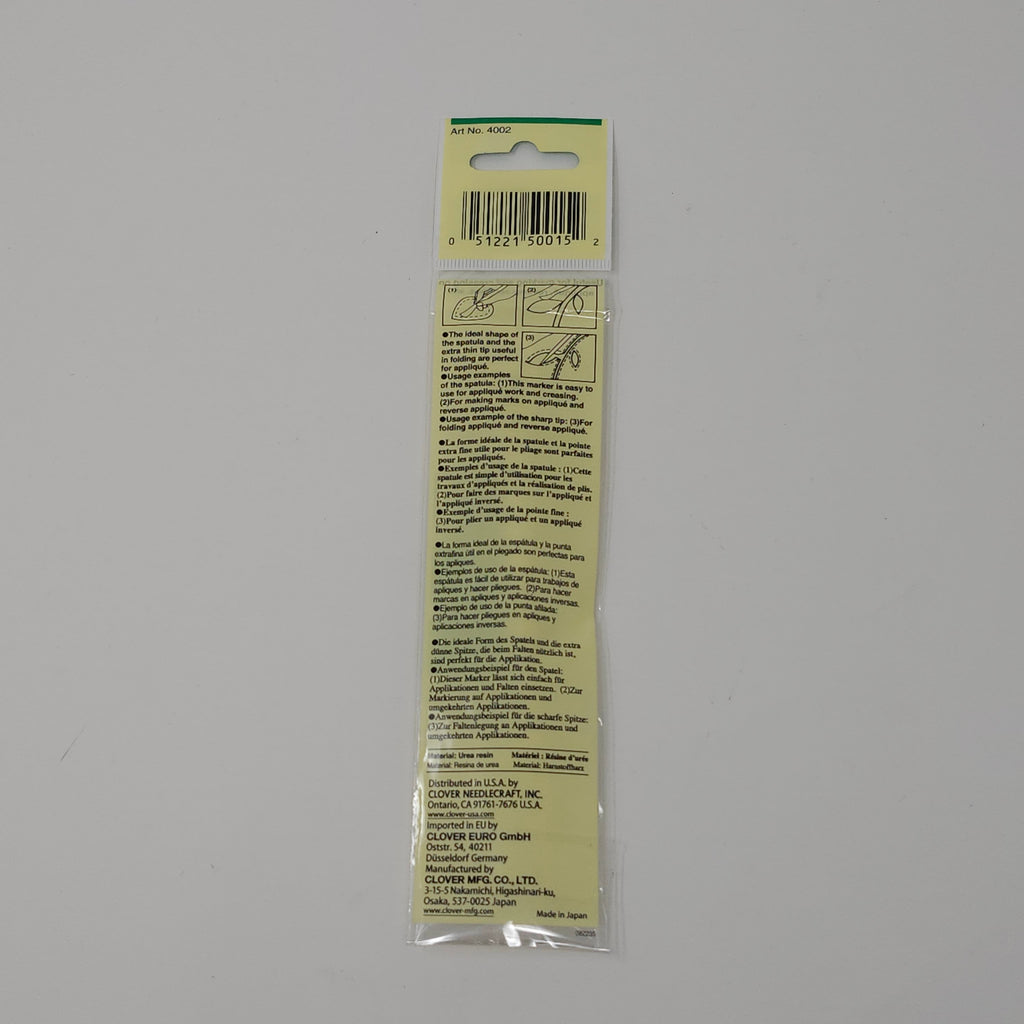 Art No. 4002
0 51221 50015 2
(1)
(2)
●The ideal shape of
the spatula and the
extra thin tip useful
in folding are perfect
for appliqué.
(3)
●Usage examples
of the spatula: (1)This marker is easy to
use for appliqué work and creasing.
(2)For making marks on appliqué and
reverse appliqué.
●Usage example of the sharp tip: (3)For
folding appliqué and reverse appliqué.
●La forme idéale de la spatule et la pointe
extra fine utile pour le pliage sont parfaites
pour les appliqués.
●Exemples d'usage de la spatule : (1)Cette
spatule est simple d'utilisation pour les
travaux d'appliqués et la réalisation de plis.
(2)Pour faire des marques sur l'appliqué et
l'appliqué inversé.
●Exemple d'usage de la pointe fine :
(3)Pour plier un appliqué et un appliqué
inversé.
●La forma ideal de la espátula y la punta
extrafina útil en el plegado son perfectas para
los apliques.
●Ejemplos de uso de la espátula: (1)Esta
espátula es fácil de utilizar para trabajos de
apliques y hacer pliegues. (2)Para hacer
marcas en apliques y aplicaciones inversas.
●Ejemplo de uso de la punta afilada:
(3)Para hacer pliegues en apliques y
aplicaciones inversas.
●Die ideale Form des Spatels und die extra
dünne Spitze, die beim Falten nützlich ist,
sind perfekt für die Applikation.
●Anwendungsbeispiel für den Spatel:
(1)Dieser Marker lässt sich einfach für
Applikationen und Falten einsetzen. (2)Zur
Markierung auf Applikationen und
umgekehrten Applikationen.
●Anwendungsbeispiel für die scharfe Spitze:
(3)Zur Faltenlegung an Applikationen und
umgekehrten Applikationen.
Material: Urea resin Matériel : Résine d'urée
Material: Resina de urea Material: Harnstoffharz
Distributed in U.S.A. by
CLOVER NEEDLECRAFT, INC.
Ontario, CA 91761-7676 U.S.A.
www.clover-usa.com
Imported in EU by
CLOVER EURO GmbH
Oststr. 54, 40211
Düsseldorf Germany
Manufactured by
CLOVER MFG. CO., LTD.
3-15-5 Nakamichi, Higashinari-ku,
Osaka, 537-0025 Japan
www.clover-mfg.com Made in Japan